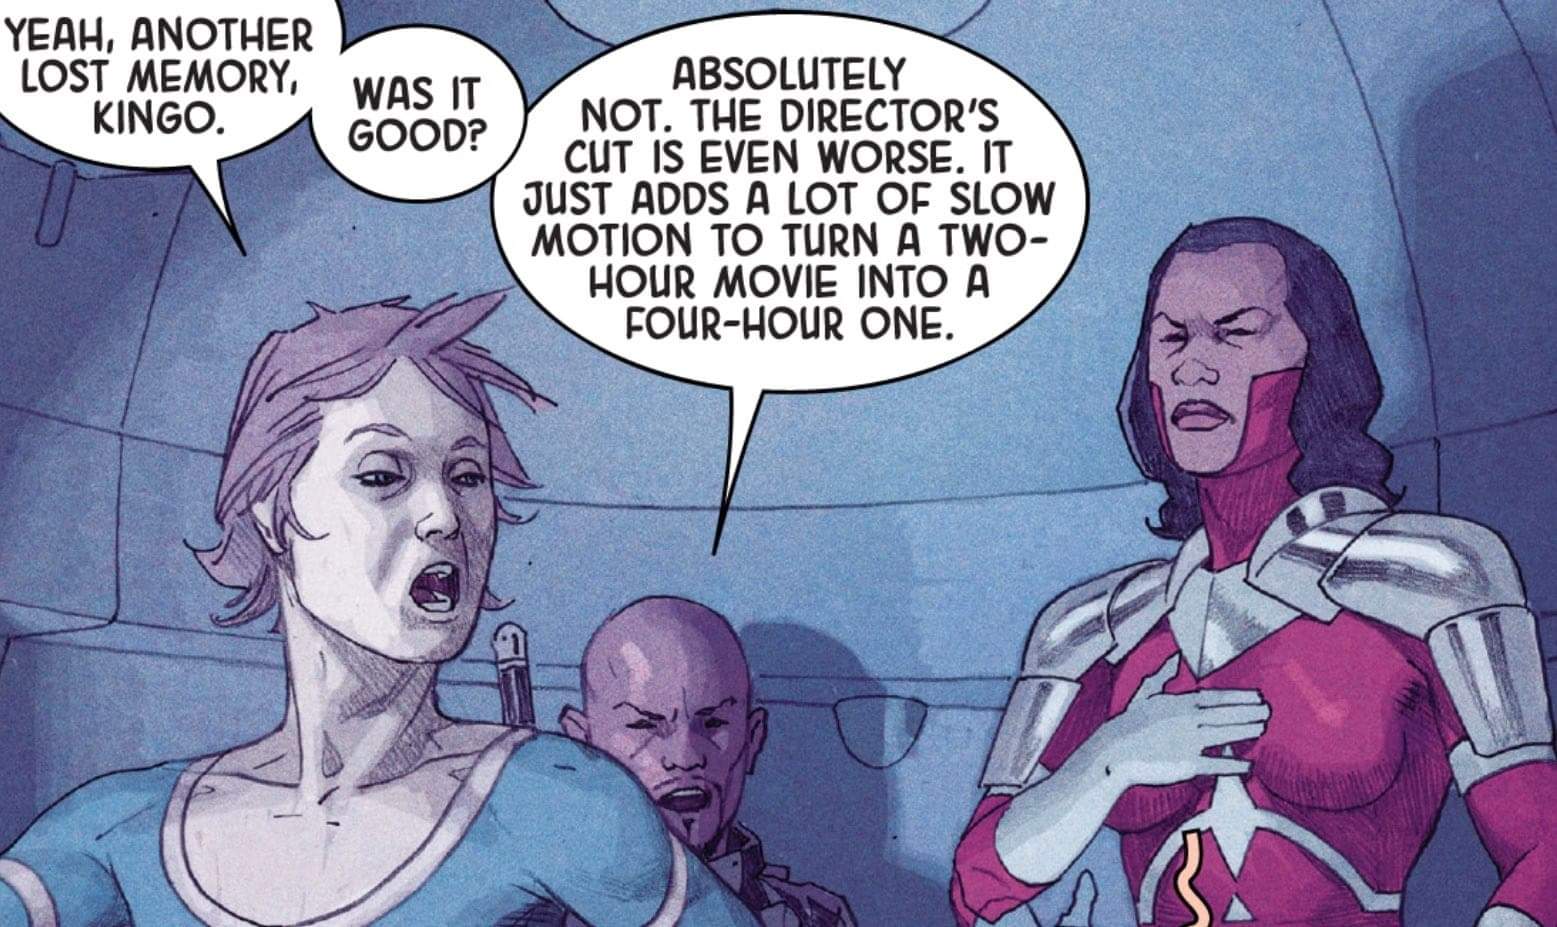 YEAH, ANOTHER
LOST MEMORY,
KINGO.
WAS IT
GOOD?
ABSOLUTELY
NOT. THE DIRECTOR'S
CUT IS EVEN WORSE. IT
JUST ADDS A LOT OF SLOW
MOTION TO TURN A TWO-
HOUR MOVIE INTO A
FOUR-HOUR ONE.